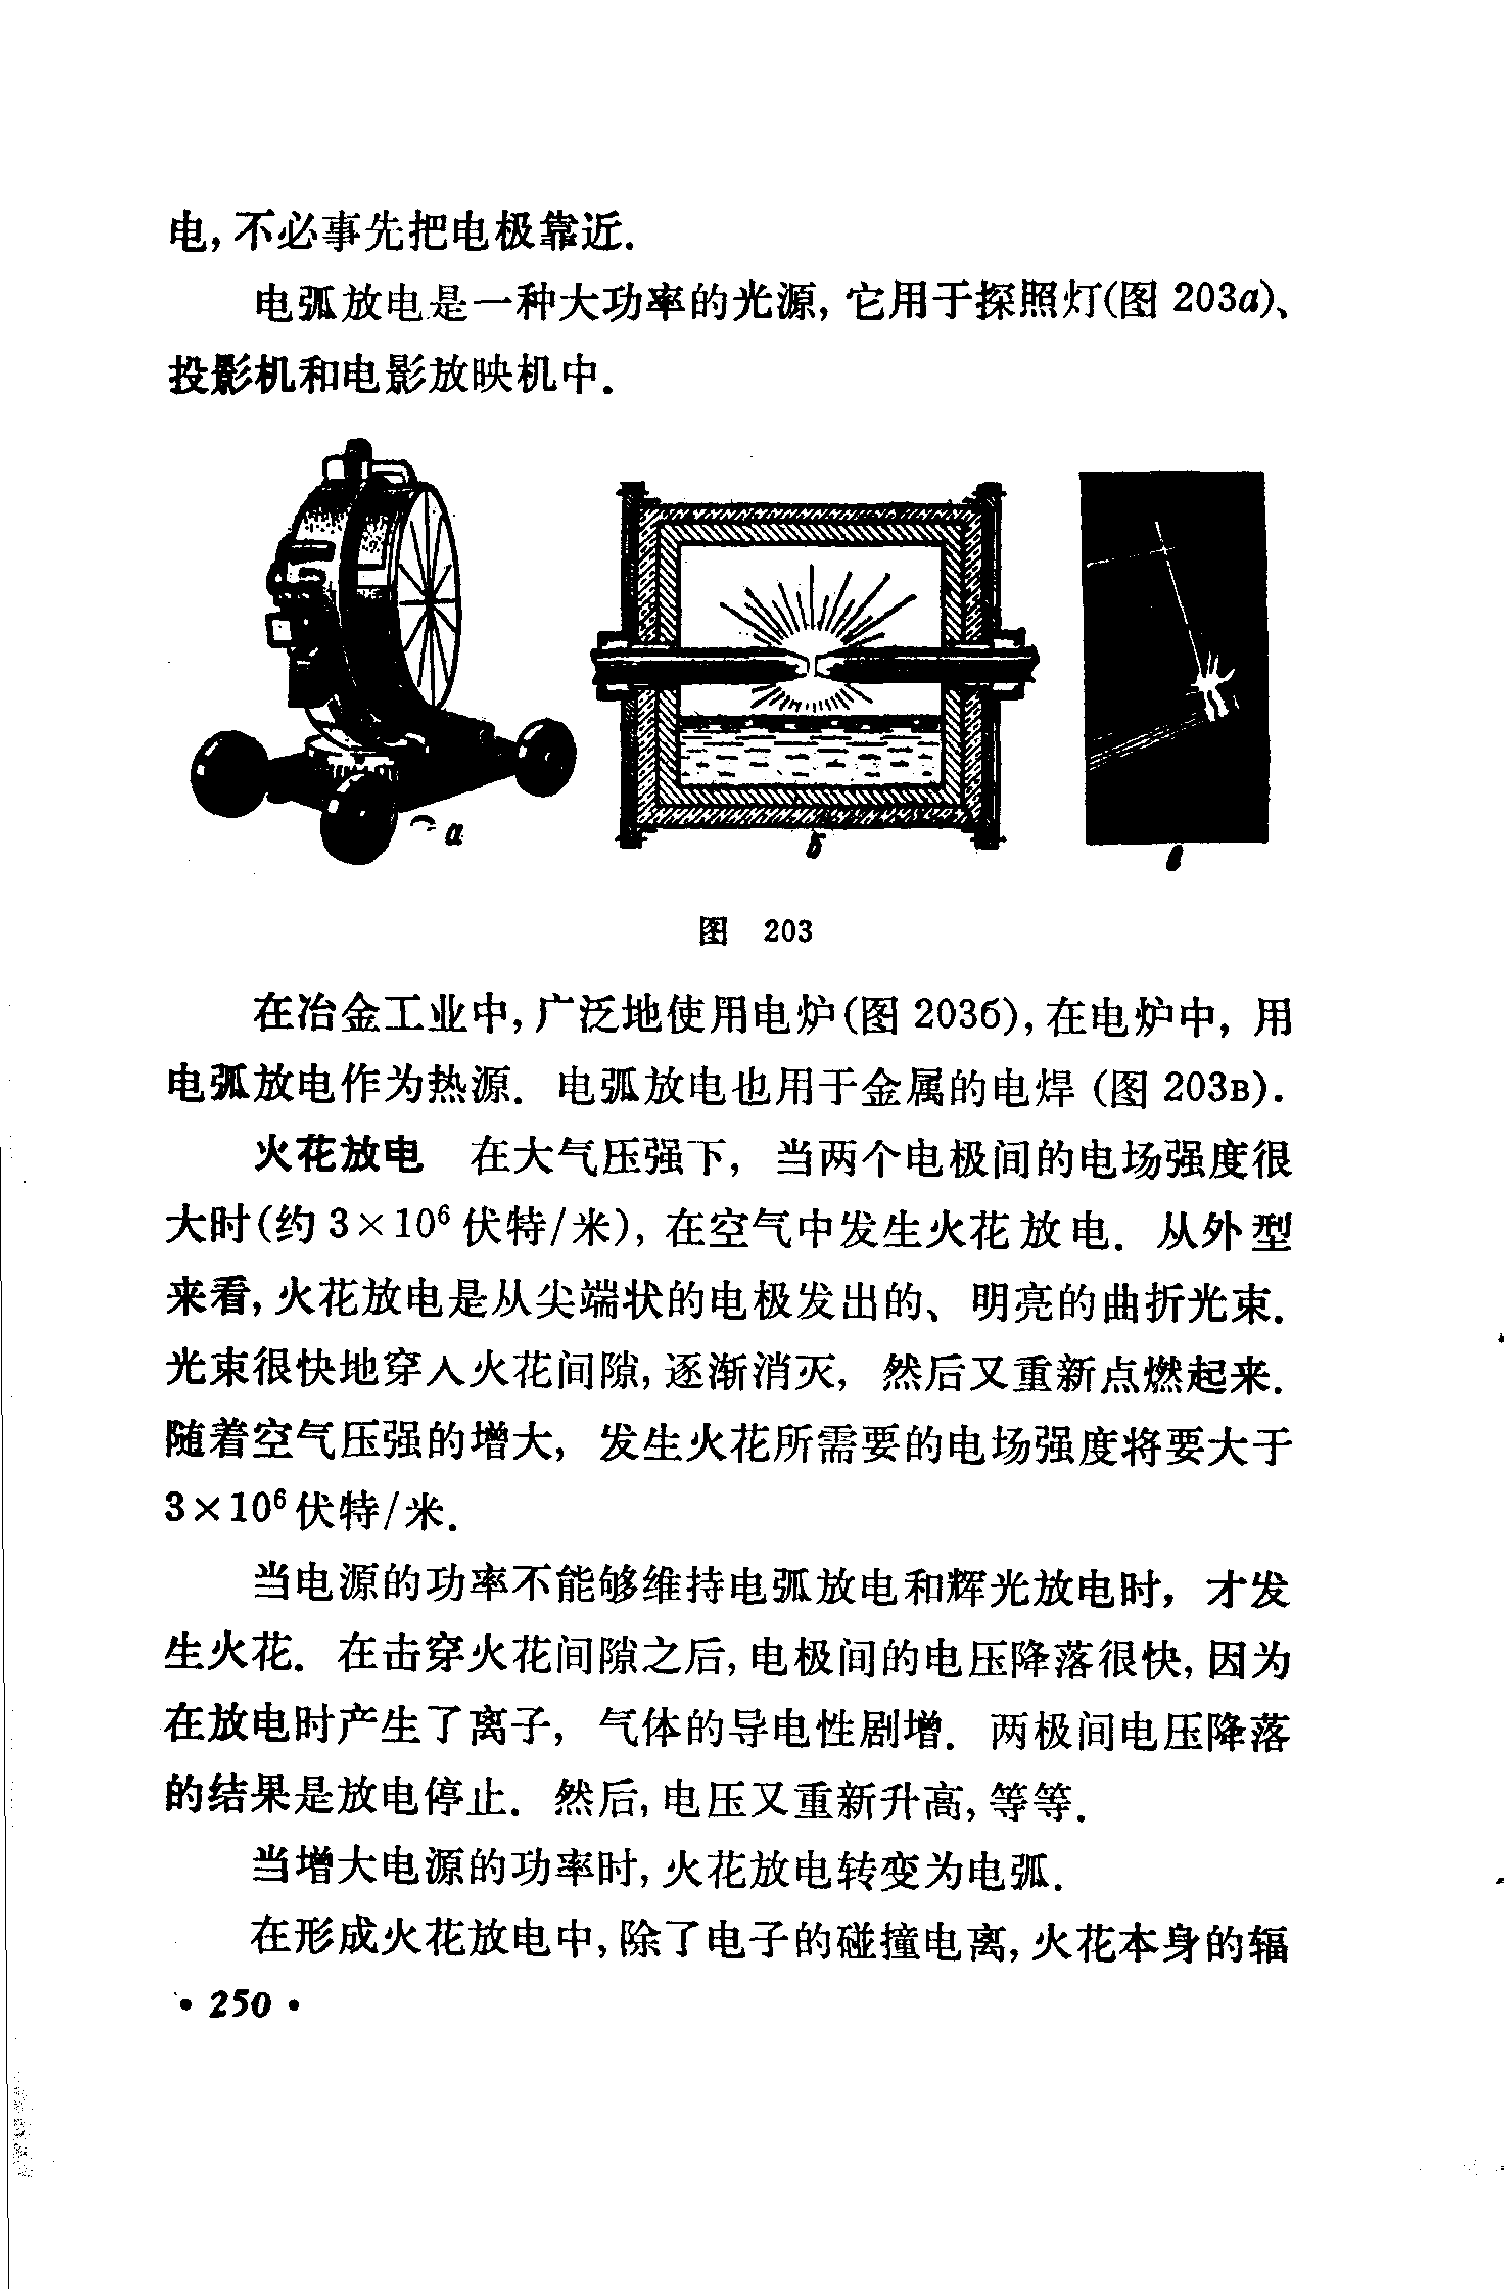 电,不必事先把电极靠近.
电弧放电是一种大功率的光源,它用于探照灯(图 203a)、
投影机和电影放映机中.
a
б
в
图 203
在冶金工业中,广泛地使用电炉(图 203б),在电炉中,用
电弧放电作为热源. 电弧放电也用于金属的电焊 (图 203в).
火花放电 在大气压强下, 当两个电极间的电场强度很
大时(约 3×10⁶ 伏特/米), 在空气中发生火花放电. 从外型
来看,火花放电是从尖端状的电极发出的、明亮的曲折光束.
光束很快地穿入火花间隙,逐渐消灭, 然后又重新点燃起来.
随着空气压强的增大, 发生火花所需要的电场强度将要大于
3×10⁶伏特/米.
当电源的功率不能够维持电弧放电和辉光放电时, 才发
生火花. 在击穿火花间隙之后,电极间的电压降落很快,因为
在放电时产生了离子, 气体的导电性剧增. 两极间电压降落
的结果是放电停止. 然后,电压又重新升高,等等.
当增大电源的功率时,火花放电转变为电弧.
在形成火花放电中,除了电子的碰撞电离,火花本身的辐
• 250 •